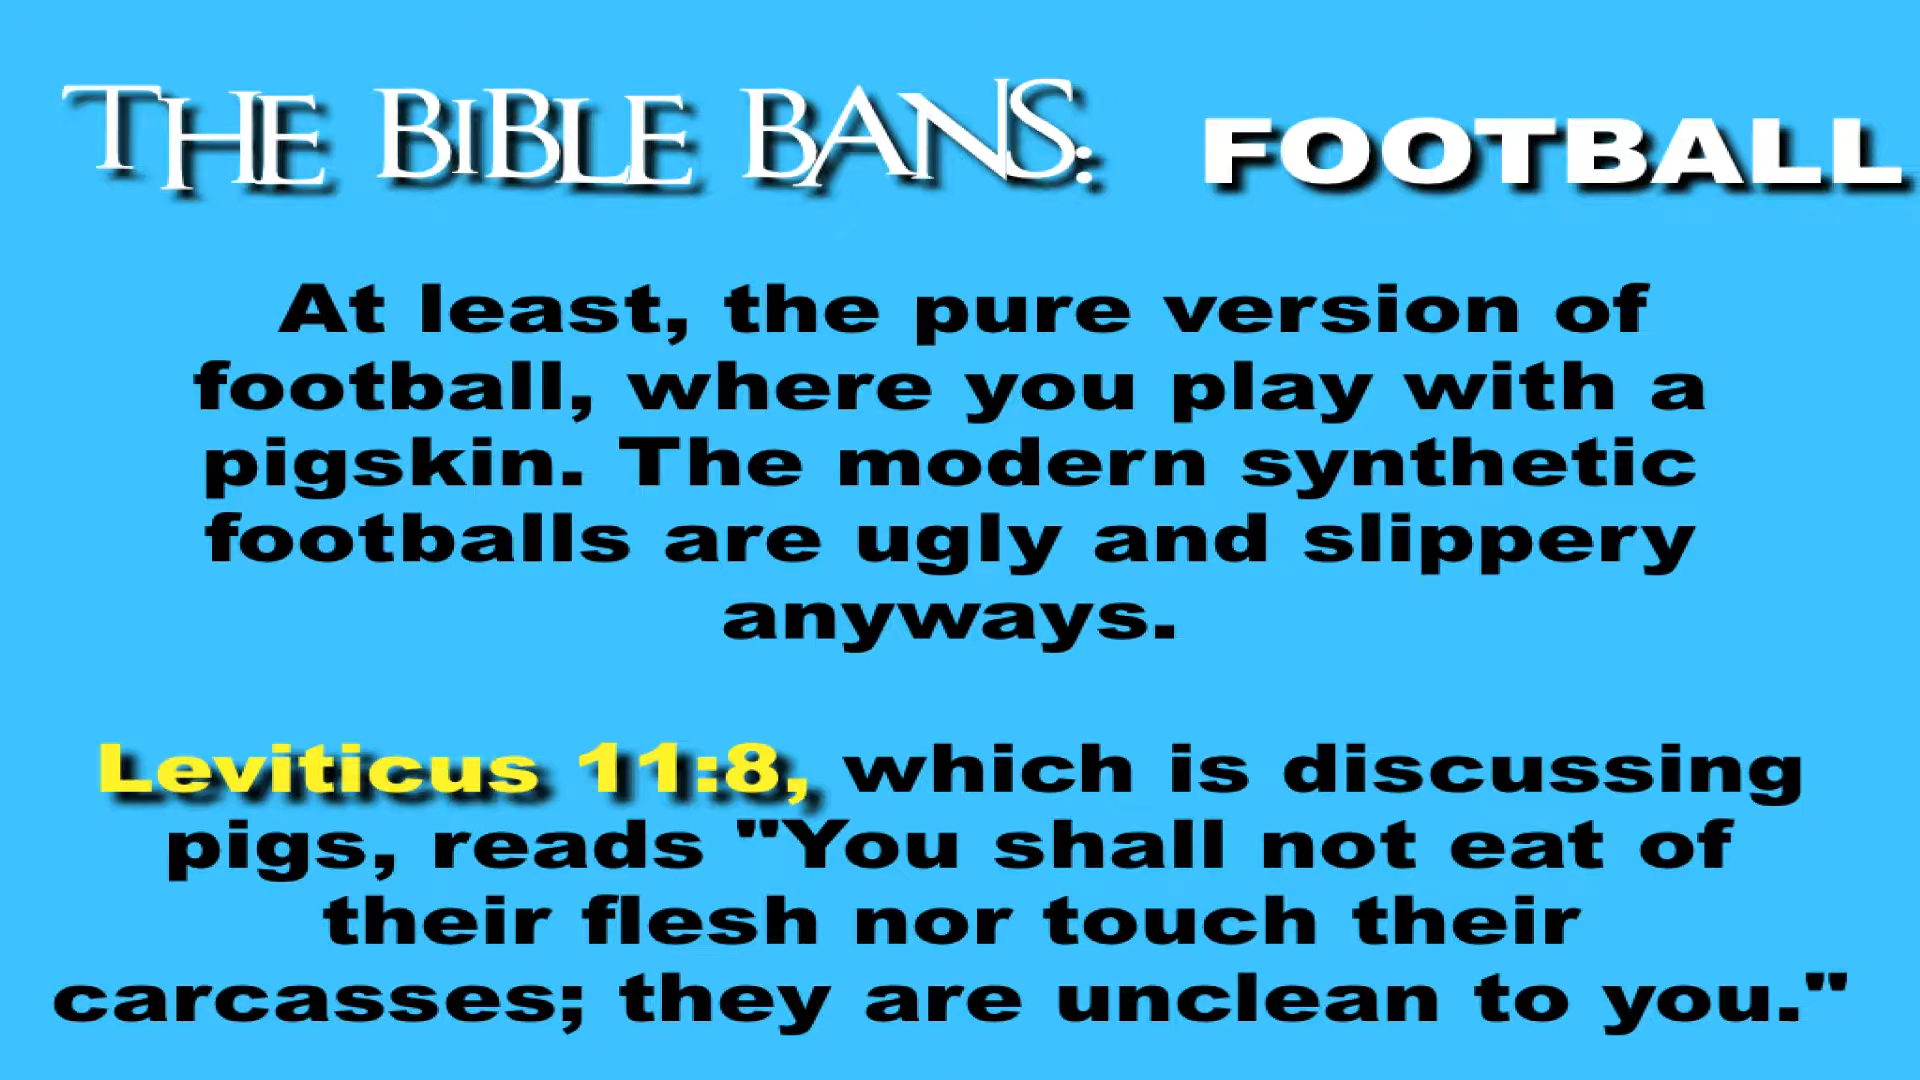 THE BIBLE BANS: FOOTBALL
At least, the pure version of
football, where you play with a
pigskin. The modern synthetic
footballs are ugly and slippery
anyways.
Leviticus 11:8, which is discussing
pigs, reads "You shall not eat of
their flesh nor touch their
carcasses; they are unclean to you."